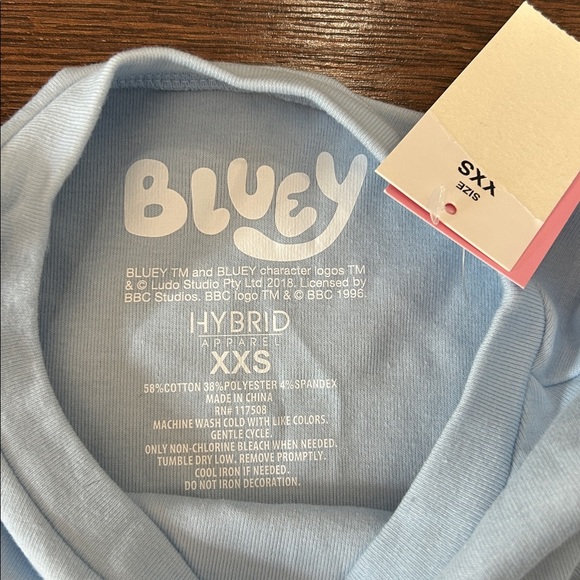 BLUEY
BLUEY TM and BLUEY character logos TM
& © Ludo Studio Pty Ltd 2018. Licensed by
BBC Studios. BBC logo TM & © BBC 1996.
HYBRID
APPAREL
XXS
58%COTTON 38%POLYESTER 4%SPANDEX
MADE IN CHINA
RN# 117508
MACHINE WASH COLD WITH LIKE COLORS.
GENTLE CYCLE.
ONLY NON-CHLORINE BLEACH WHEN NEEDED.
TUMBLE DRY LOW. REMOVE PROMPTLY.
COOL IRON IF NEEDED.
DO NOT IRON DECORATION.
SIZE
XXS